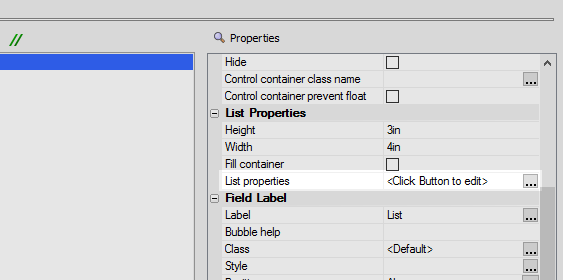 //
Properties
Hide
Control container class name ...
Control container prevent float
List Properties
Height 3in
Width 4in
Fill container
List properties <Click Button to edit> ...
Field Label
Label List ...
Bubble help
Class <Default> ...
Style ...